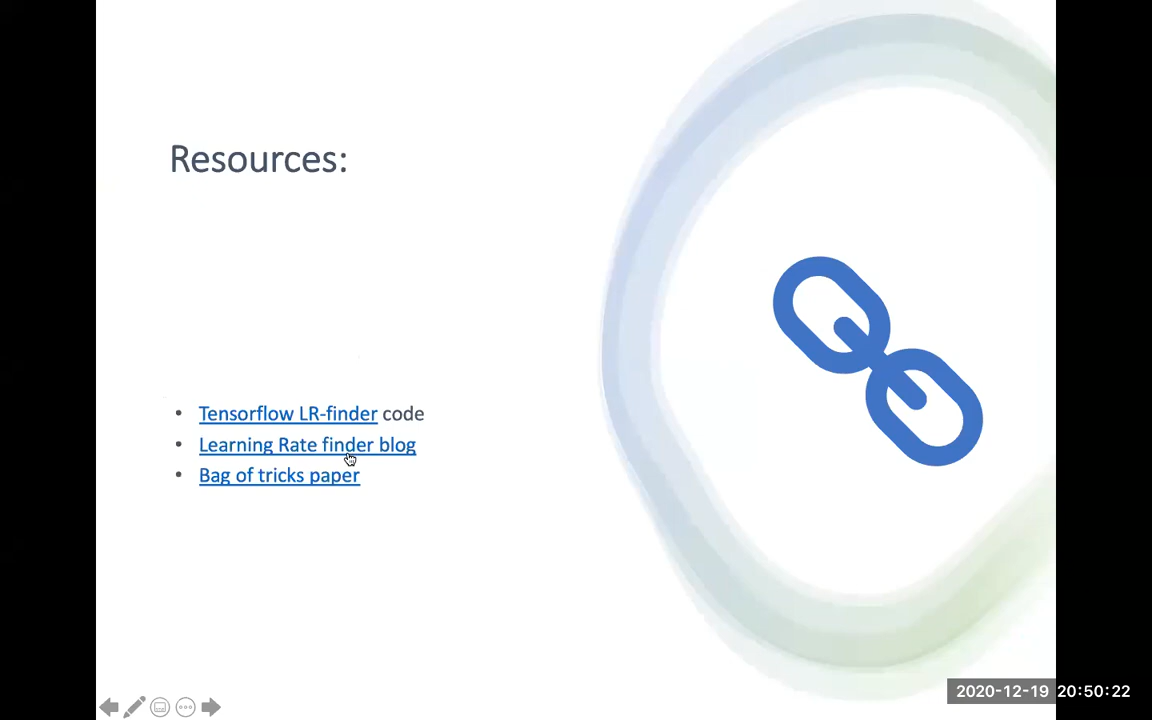 Resources:
• Tensorflow LR-finder code
• Learning Rate finder blog
• Bag of tricks paper
2020-12-19 20:50:22